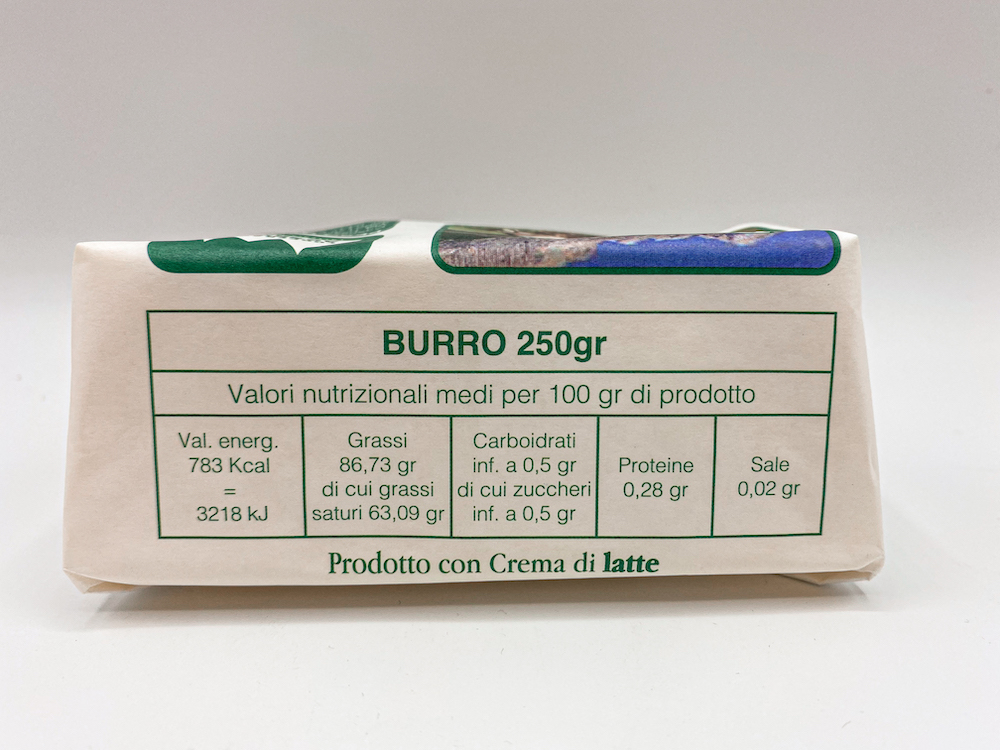 BURRO 250gr
Valori nutrizionali medi per 100 gr di prodotto
Val. energ.
783 Kcal
=
3218 kJ
Grassi
86,73 gr
di cui grassi
saturi 63,09 gr
Carboidrati
inf. a 0,5 gr
di cui zuccheri
inf. a 0,5 gr
Proteine
0,28 gr
Sale
0,02 gr
Prodotto con Crema di latte